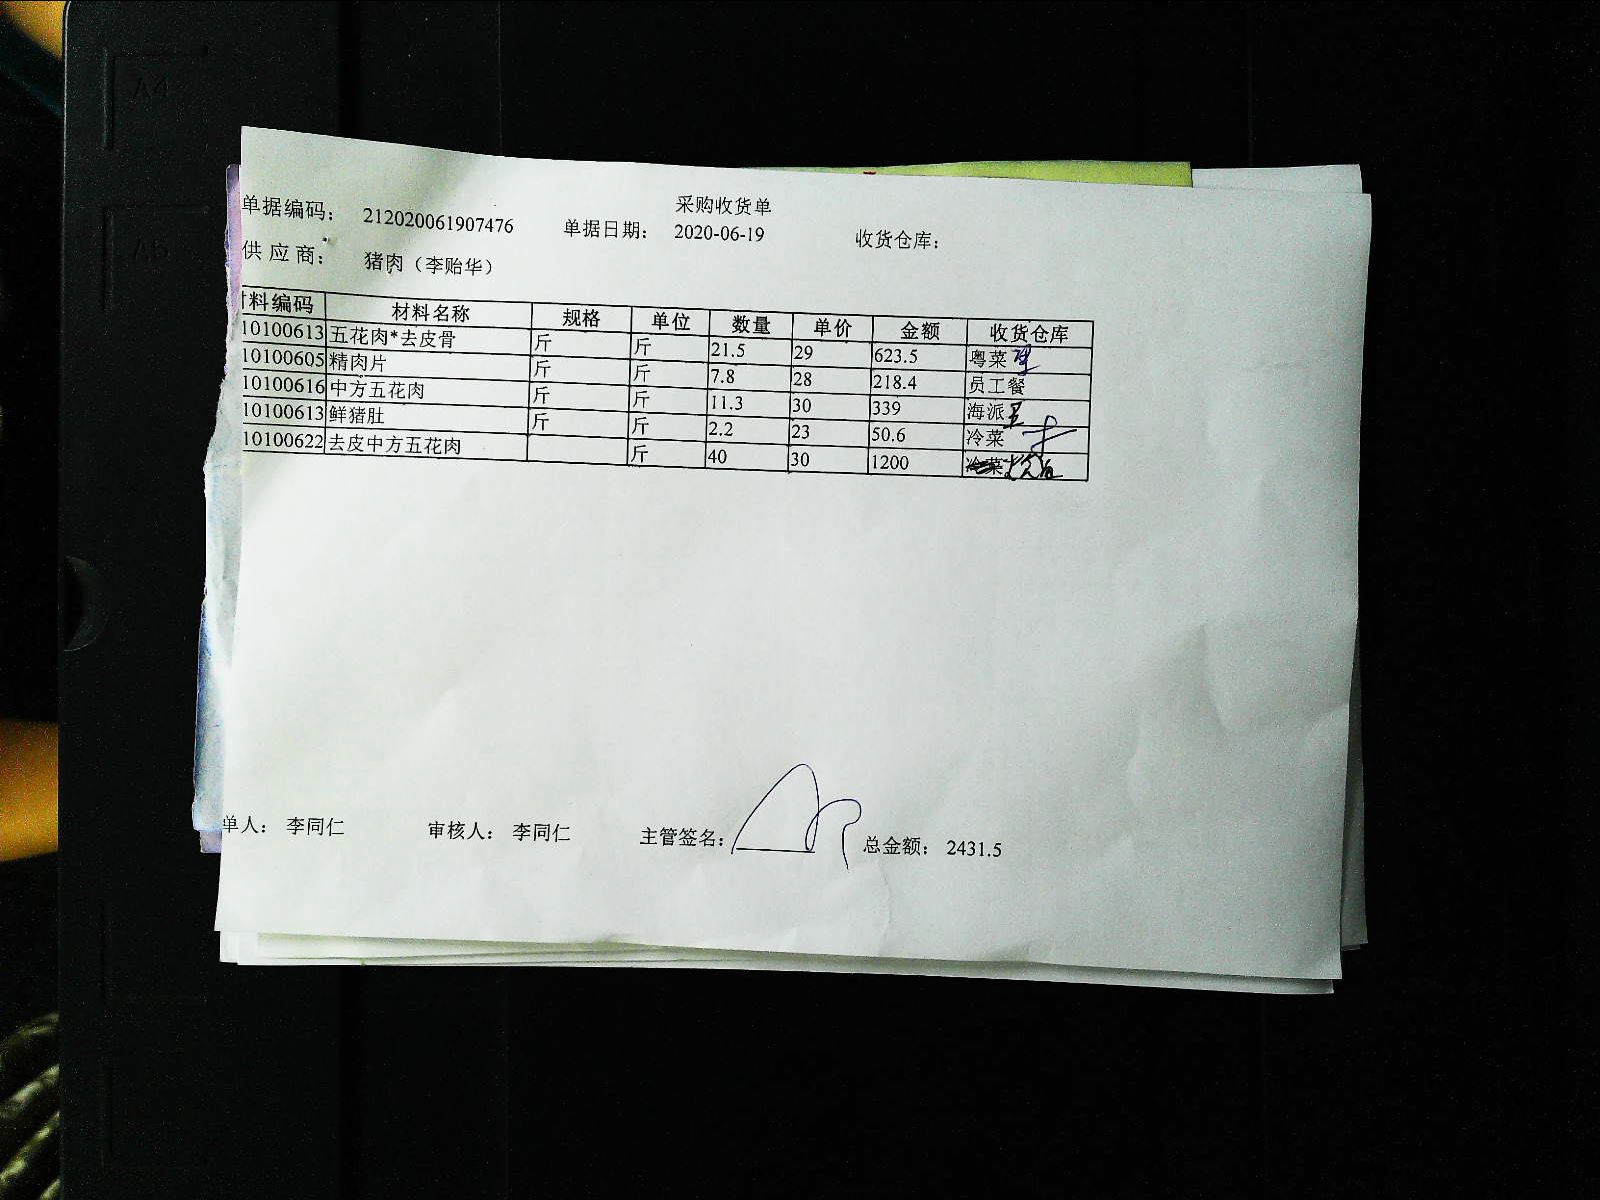 采购收货单
单据编码： 212020061907476 单据日期： 2020-06-19 收货仓库：
供应商： 猪肉（李贻华）
材料编码 材料名称 规格 单位 数量 单价 金额 收货仓库
10100613 五花肉*去皮骨 斤 斤 21.5 29 623.5 粤菜
10100605 精肉片 斤 斤 7.8 28 218.4 员工餐
10100616 中方五花肉 斤 斤 11.3 30 339 海派
10100613 鲜猪肚 斤 斤 2.2 23 50.6 冷菜
10100622 去皮中方五花肉 斤 40 30 1200 冷菜
单人： 李同仁 审核人： 李同仁 主管签名： 总金额： 2431.5
A4
A5